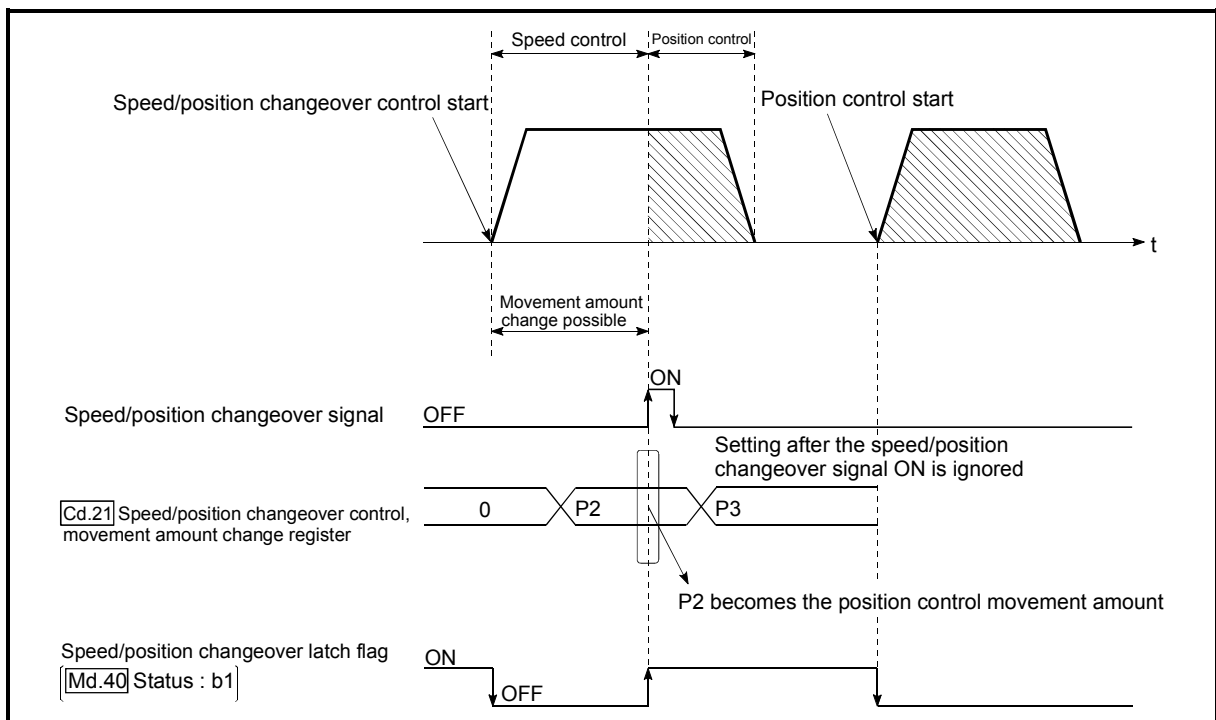 Speed control
Position control
Speed/position changeover control start
Position control start
t
Movement amount
change possible
ON
Speed/position changeover signal
OFF
Setting after the speed/position
changeover signal ON is ignored
Cd.21 Speed/position changeover control,
movement amount change register
0
P2
P3
P2 becomes the position control movement amount
Speed/position changeover latch flag
Md.40 Status : b1
ON
OFF